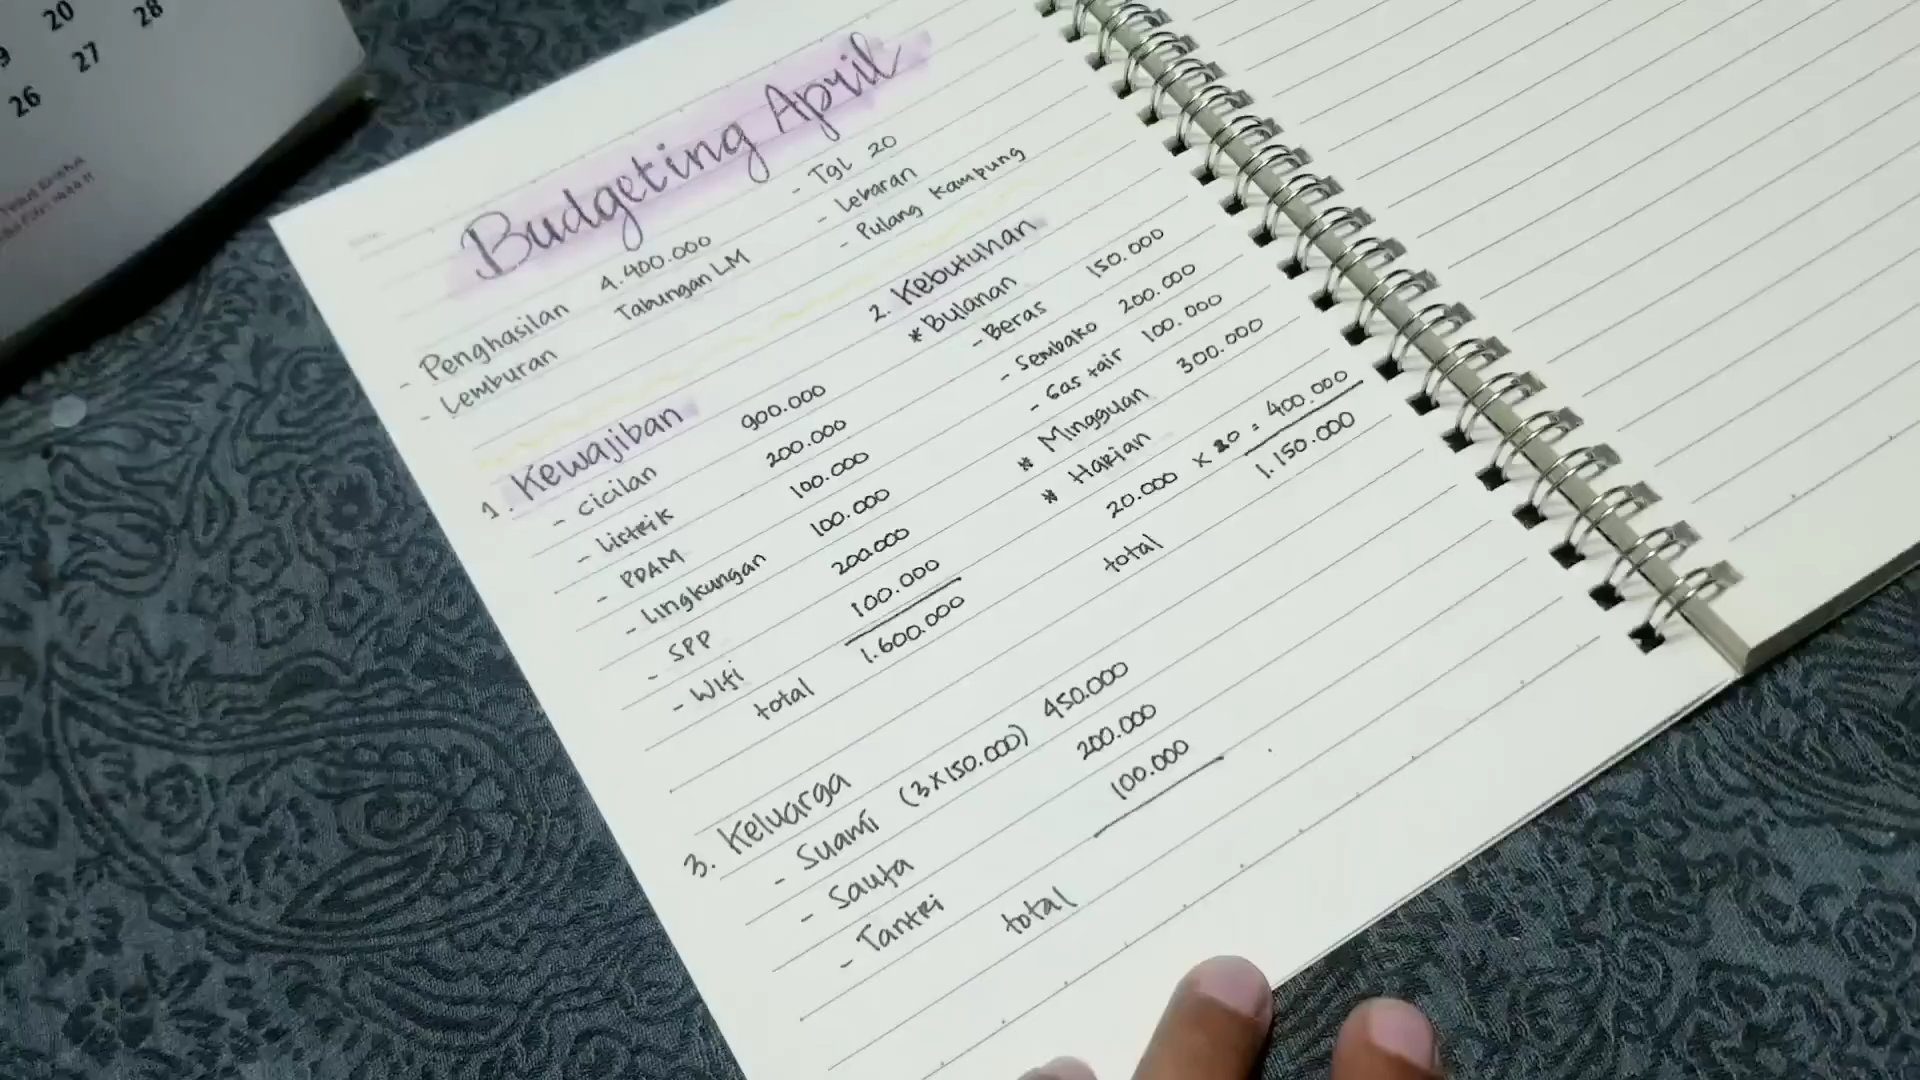 20
28
27
26
Budgeting April
- Penghasilan 4.400.000
- Lemburan Tabungan LM
- Tgl 20
- Lebaran
- Pulang Kampung
1. Kewajiban
- Cicilan 900.000
- Listrik 200.000
- PDAM 100.000
- Lingkungan 100.000
- SPP 200.000
- Wifi 100.000
total 1.600.000
2. Kebutuhan
* Bulanan
- Beras 150.000
- Sembako 200.000
- Gas + air 100.000
* Mingguan 300.000
* Harian
20.000 x 20 = 400.000
total 1.150.000
3. Keluarga
- Suami (3x150.000) 450.000
- Saufa 200.000
- Tantri 100.000
total